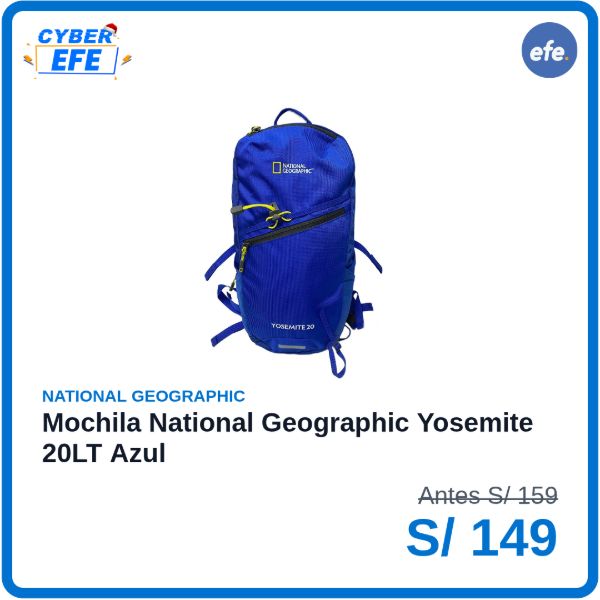 CYBER
EFE
efe.
NATIONAL
GEOGRAPHIC
YOSEMITE 20
NATIONAL GEOGRAPHIC
Mochila National Geographic Yosemite
20LT Azul
Antes S/ 159
S/ 149